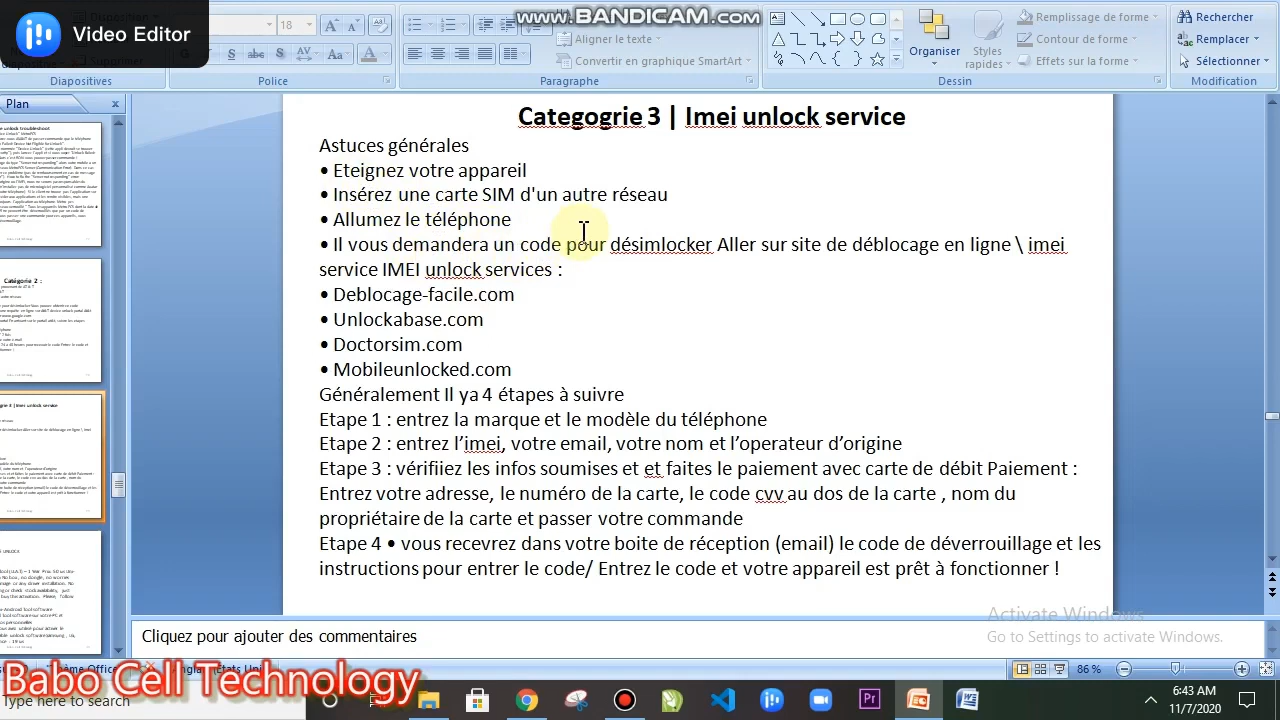 www.BANDICAM.com
Video Editor
18
Aligner le texte
Convertir en graphique SmartArt
Organiser
Styles rapides
Remplissage de forme
Contour de forme
Effets sur la forme
Rechercher
Remplacer
Sélectionner
Diapositives
Police
Paragraphe
Dessin
Modification
Plan
Catégorie 2 :
Categogrie 3 | Imei unlock service
Astuces générales
• Eteignez votre appareil
• Insérez une carte sim d'un autre réseau
• Allumez le téléphone
• Il vous demandera un code pour désimlocker Aller sur site de déblocage en ligne \ imei
service IMEI unlock services :
• Deblocage-facile.com
• Unlockabase.com
• Doctorsim.com
• Mobileunlockrd.com
Généralement Il ya 4 étapes à suivre
Etape 1 : entrer la marque et le modèle du téléphone
Etape 2 : entrez l’imei, votre email, votre nom et l’operateur d’origine
Etape 3 : vérifier les infos soumises et et faites le paiement avec carte de débit Paiement :
Entrez votre adresse, le numéro de la carte, le code cvv au dos de la carte , nom du
propriétaire de la carte et passer votre commande
Etape 4 • vous recevrez dans votre boite de réception (email) le code de déverrouillage et les
instructions pur entrer le code/ Entrez le code et votre appareil est prêt à fonctionner !
Activate Windows
Go to Settings to activate Windows.
Cliquez pour ajouter des commentaires
86 %
Babo Cell Technology
Type here to search
:3 AM
11/7/2020